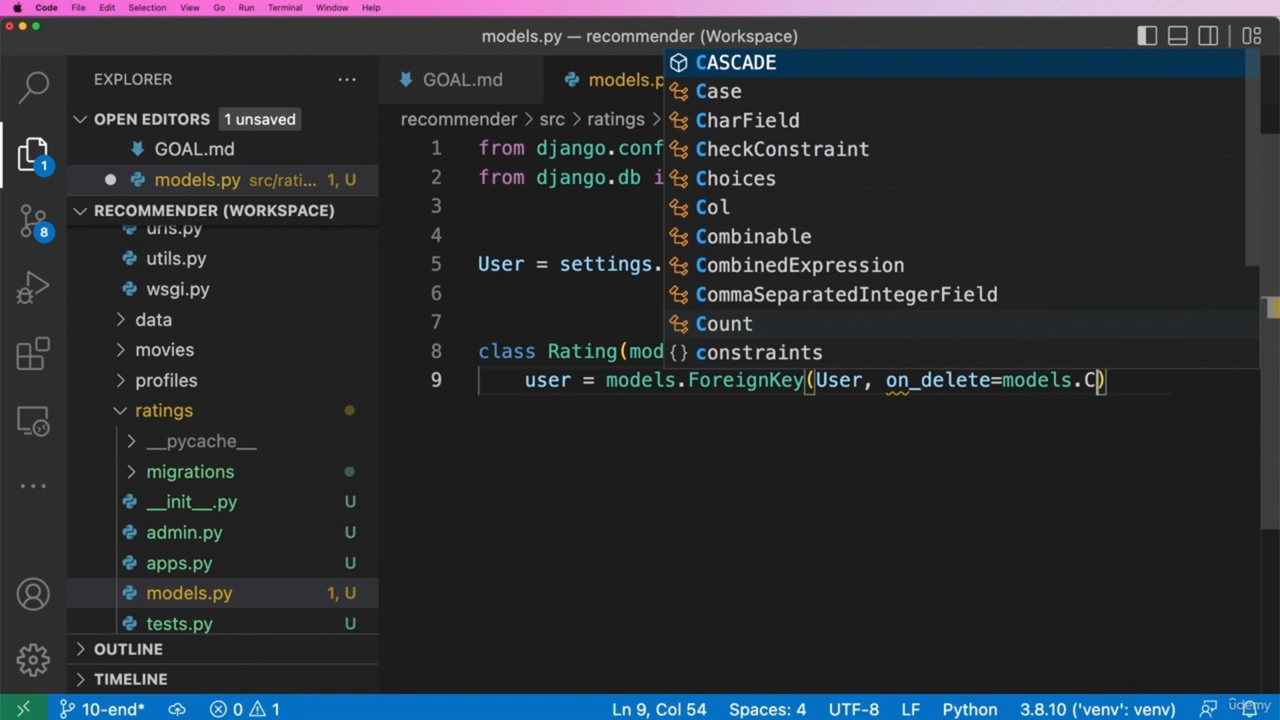 Code File Edit Selection View Go Run Terminal Window Help
models.py — recommender (Workspace)
EXPLORER
OPEN EDITORS 1 unsaved
GOAL.md
models.py src/rati... 1, U
RECOMMENDER (WORKSPACE)
urls.py
utils.py
wsgi.py
data
movies
profiles
ratings
__pycache__
migrations
__init__.py U
admin.py U
apps.py U
models.py 1, U
tests.py U
OUTLINE
TIMELINE
1
8
GOAL.md models.p
recommender > src > ratings >
1 from django.conf
2 from django.db i
3
4
5 User = settings.
6
7
8 class Rating(mod
9 user = models.ForeignKey(User, on_delete=models.C)
CASCADE
Case
CharField
CheckConstraint
Choices
Col
Combinable
CombinedExpression
CommaSeparatedIntegerField
Count
{} constraints
10-end* 0 1 Ln 9, Col 54 Spaces: 4 UTF-8 LF Python 3.8.10 ('venv': venv)
udemy